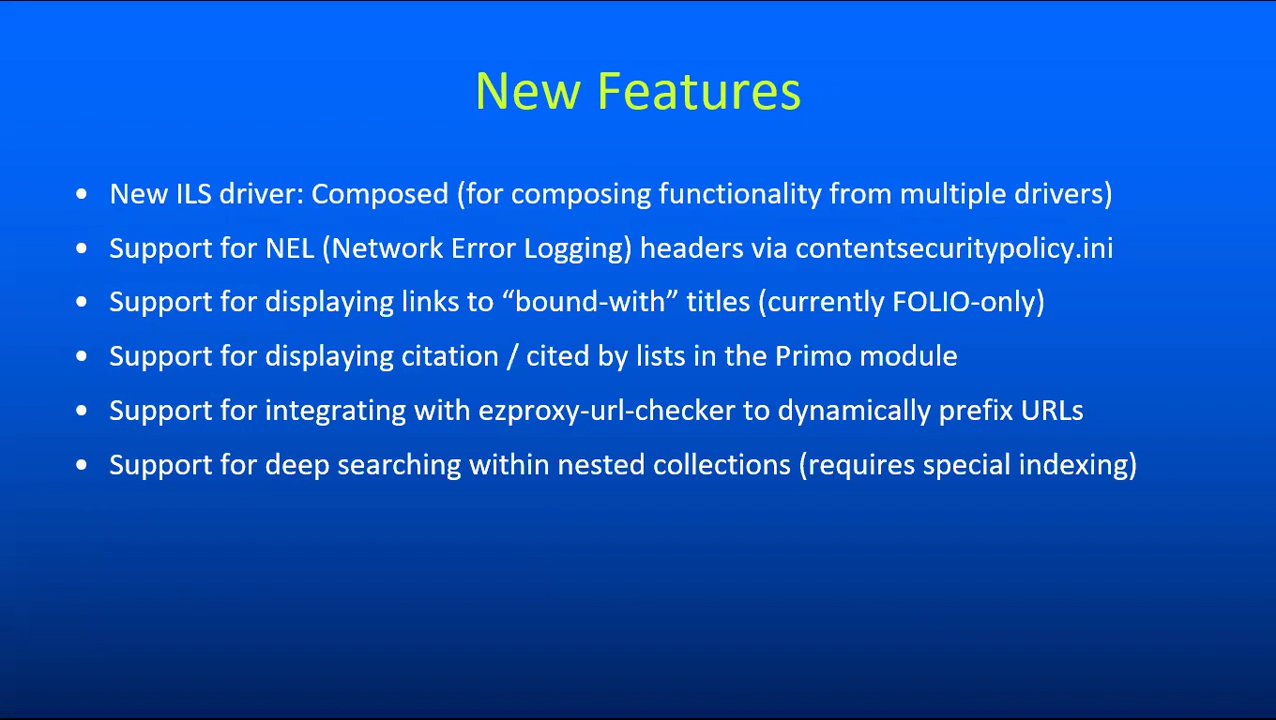 New Features
• New ILS driver: Composed (for composing functionality from multiple drivers)
• Support for NEL (Network Error Logging) headers via contentsecuritypolicy.ini
• Support for displaying links to “bound-with” titles (currently FOLIO-only)
• Support for displaying citation / cited by lists in the Primo module
• Support for integrating with ezproxy-url-checker to dynamically prefix URLs
• Support for deep searching within nested collections (requires special indexing)